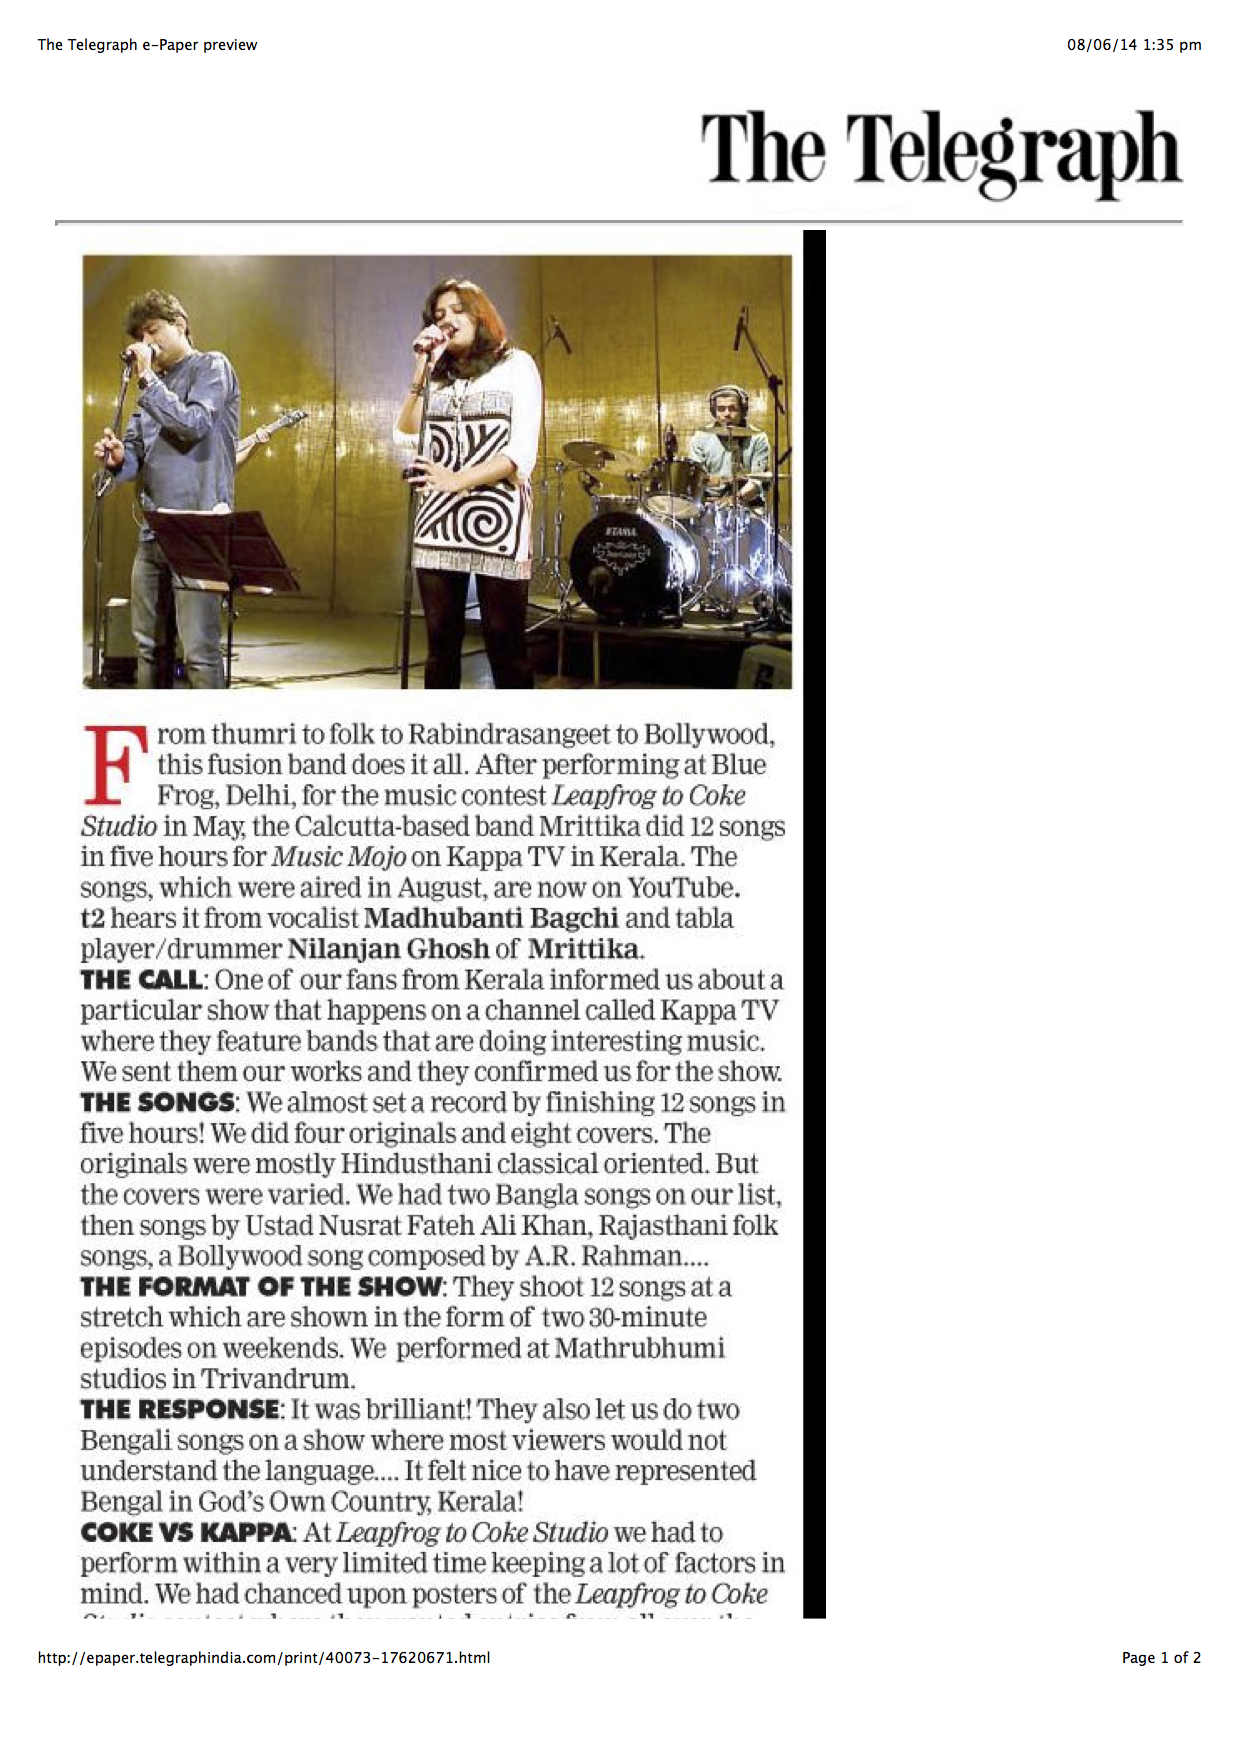 The Telegraph e-Paper preview
08/06/14 1:35 pm
The Telegraph
TAMA
From thumri to folk to Rabindrasangeet to Bollywood,
this fusion band does it all. After performing at Blue
Frog, Delhi, for the music contest Leapfrog to Coke
Studio in May, the Calcutta-based band Mrittika did 12 songs
in five hours for Music Mojo on Kappa TV in Kerala. The
songs, which were aired in August, are now on YouTube.
t2 hears it from vocalist Madhubanti Bagchi and tabla
player/drummer Nilanjan Ghosh of Mrittika.
THE CALL: One of our fans from Kerala informed us about a
particular show that happens on a channel called Kappa TV
where they feature bands that are doing interesting music.
We sent them our works and they confirmed us for the show.
THE SONGS: We almost set a record by finishing 12 songs in
five hours! We did four originals and eight covers. The
originals were mostly Hindusthani classical oriented. But
the covers were varied. We had two Bangla songs on our list,
then songs by Ustad Nusrat Fateh Ali Khan, Rajasthani folk
songs, a Bollywood song composed by A.R. Rahman....
THE FORMAT OF THE SHOW: They shoot 12 songs at a
stretch which are shown in the form of two 30-minute
episodes on weekends. We performed at Mathrubhumi
studios in Trivandrum.
THE RESPONSE: It was brilliant! They also let us do two
Bengali songs on a show where most viewers would not
understand the language.... It felt nice to have represented
Bengal in God's Own Country, Kerala!
COKE VS KAPPA: At Leapfrog to Coke Studio we had to
perform within a very limited time keeping a lot of factors in
mind. We had chanced upon posters of the Leapfrog to Coke
http://epaper.telegraphindia.com/print/40073-17620671.html
Page 1 of 2